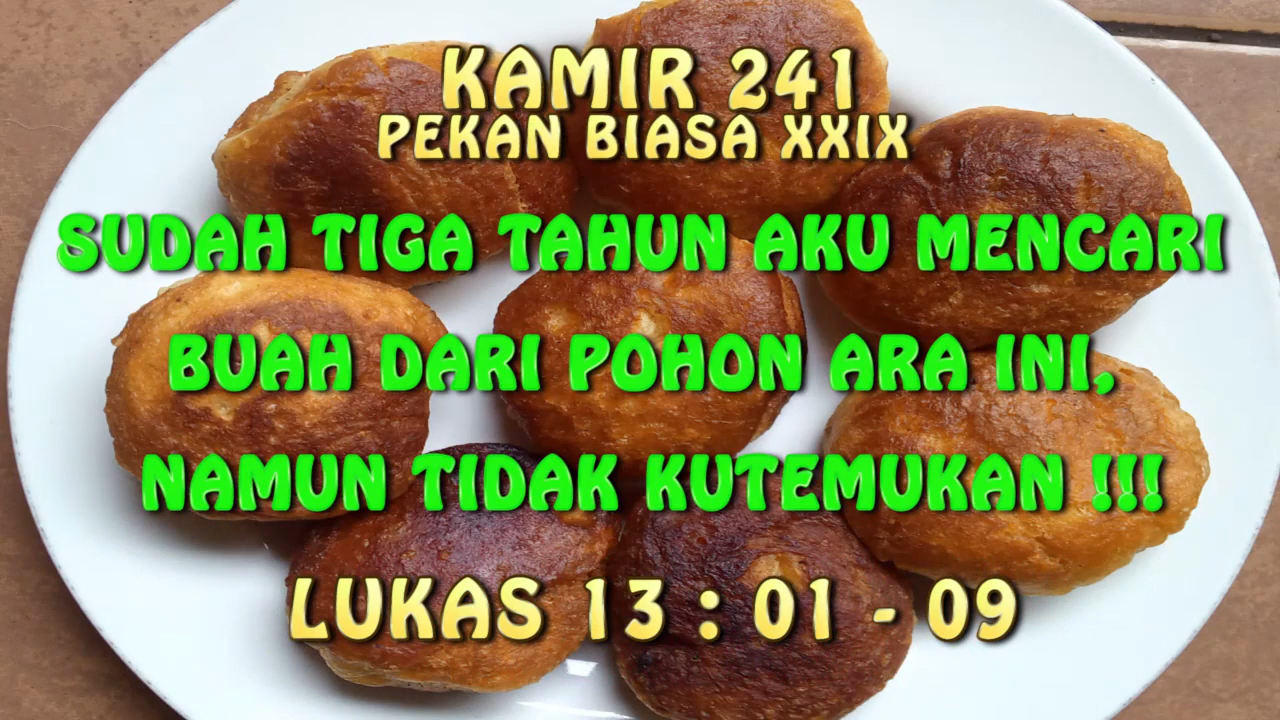 KAMIR 241
PEKAN BIASA XXIX
SUDAH TIGA TAHUN AKU MENCARI
BUAH DARI POHON ARA INI,
NAMUN TIDAK KUTEMUKAN !!!
LUKAS 13 : 01 - 09